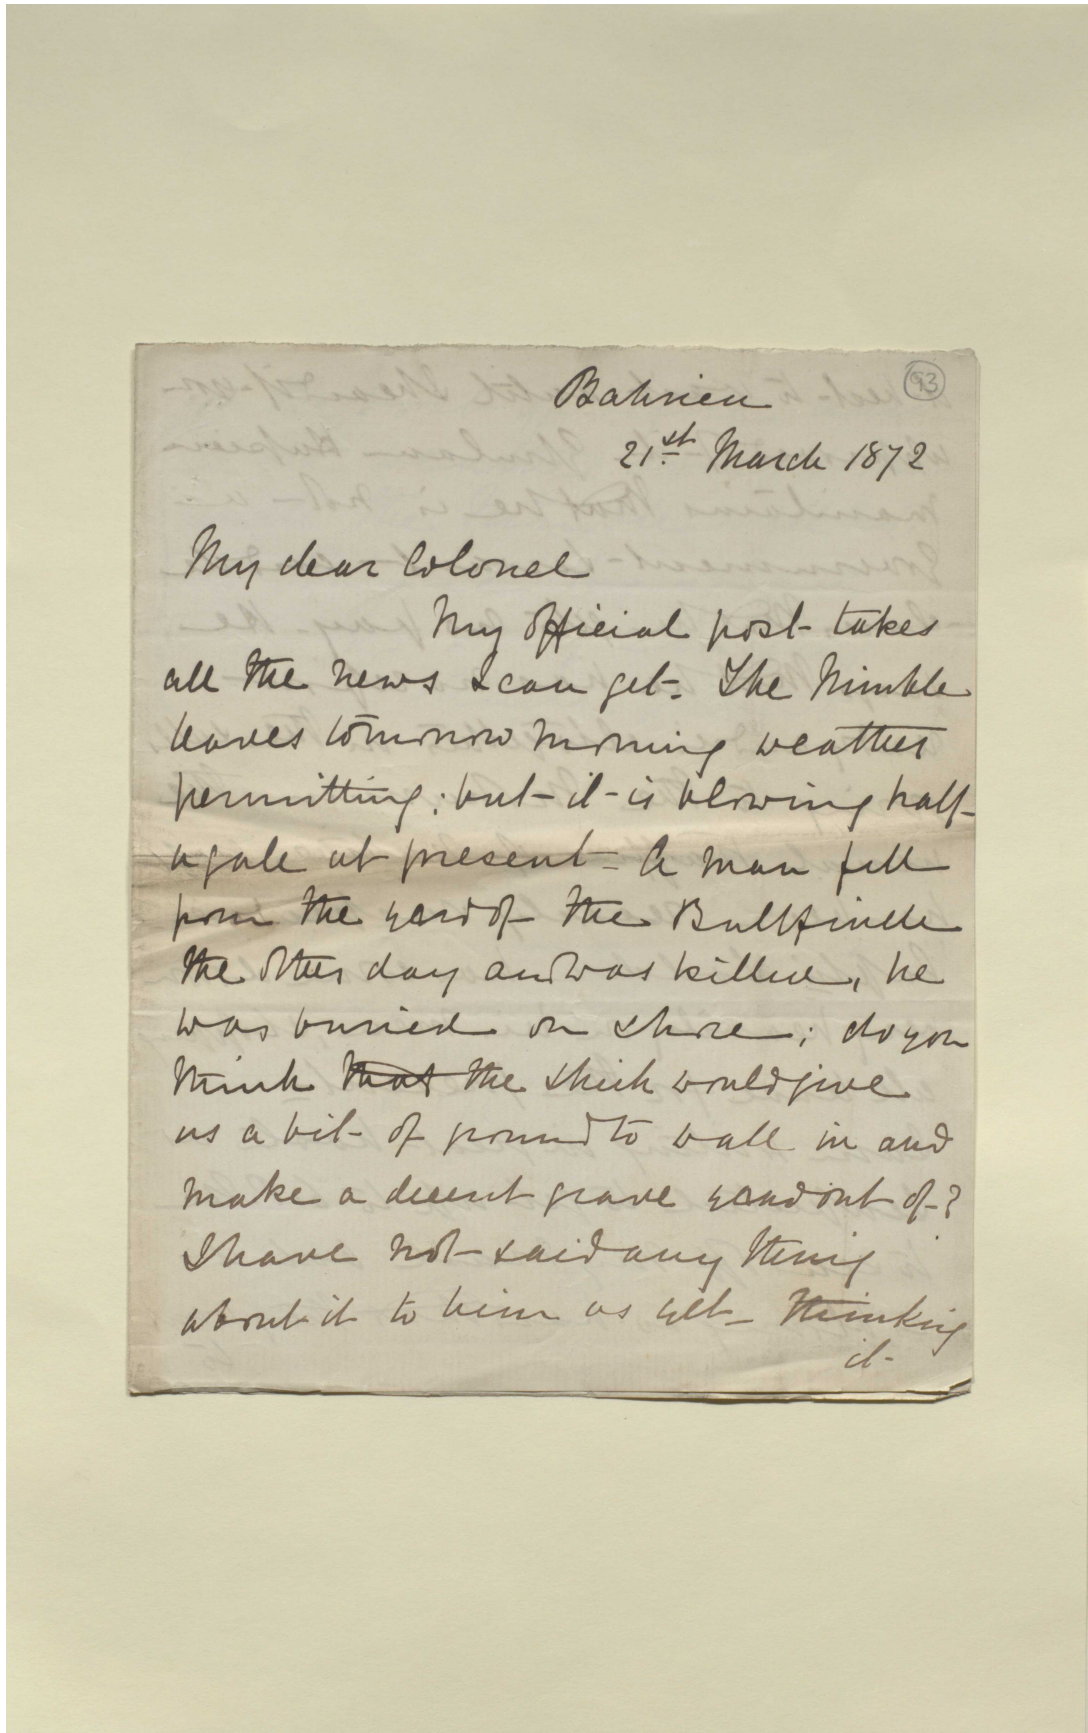 93
Bahrien
21st March 1872
My dear Colonel
My official post takes
all the news I can get. The Nimble
leaves tomorrow morning weather
permitting; but it is blowing half
a gale at present - A man fell
from the yard of the Bullfinch
the other day and was killed, he
was buried on shore; do you
think that the Sheik would give
us a bit of ground to wall in and
make a decent grave yard out of?
I have not said any thing
about it to him as yet - thinking
it